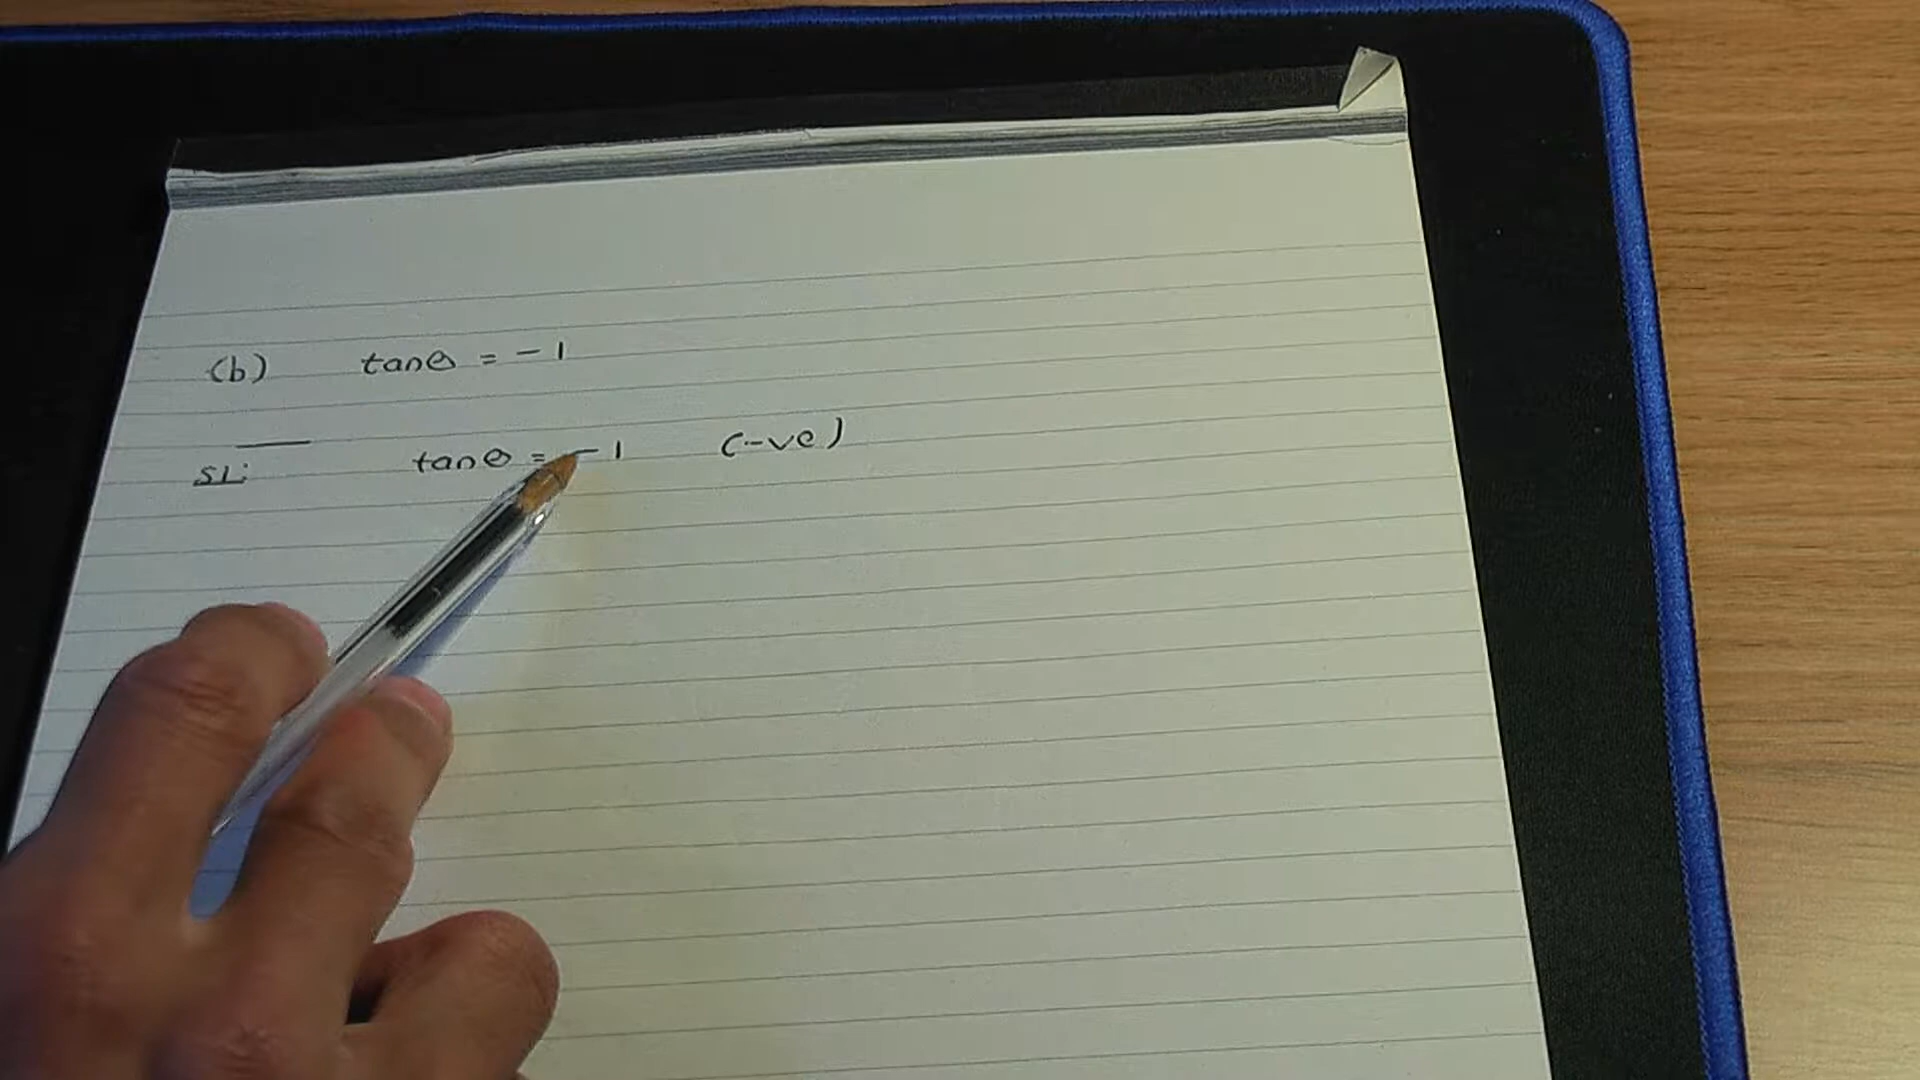 (b) tanθ = - 1
SL: tanθ = - 1 (-ve)